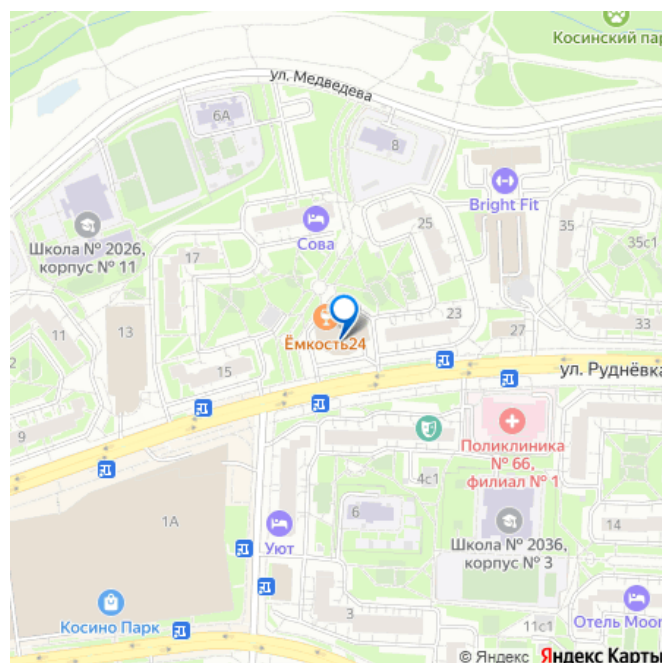 Косинский пар
ул. Медведева
6А
8
Bright Fit
25
35
Сова
35с1
Школа № 2026,
корпус № 11
17
23
33
11
13
27
2
Ёмкость24
15
ул. Руднёвка
9
Поликлиника
№ 66,
филиал № 1
4с1
1А
6
14
Школа № 2036,
корпус № 3
Уют
3
Косино Парк
Отель Moon
11с1
© Яндекс Яндекс Карты